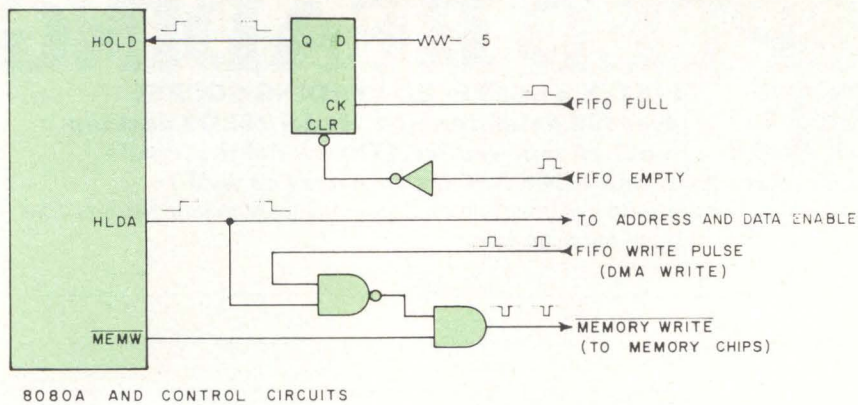 HOLD
Q D
5
CK
FIFO FULL
CLR
FIFO EMPTY
HLDA
TO ADDRESS AND DATA ENABLE
FIFO WRITE PULSE
(DMA WRITE)
MEMW
MEMORY WRITE
(TO MEMORY CHIPS)
8080A AND CONTROL CIRCUITS